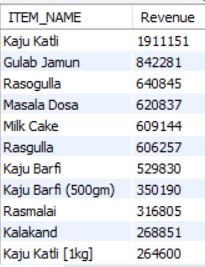 ITEM_NAME Revenue
Kaju Katli 1911151
Gulab Jamun 842281
Rasogulla 640845
Masala Dosa 620837
Milk Cake 609144
Rasgulla 606257
Kaju Barfi 529830
Kaju Barfi (500gm) 350190
Rasmalai 316805
Kalakand 268851
Kaju Katli [1kg] 264600